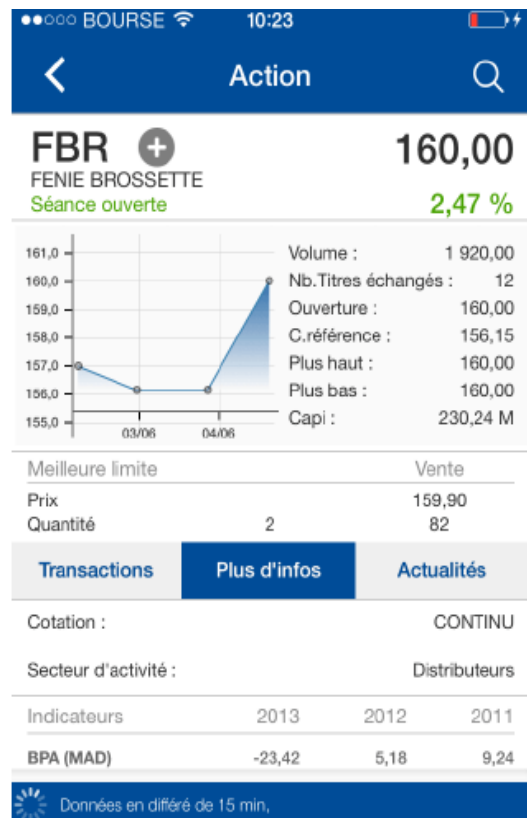 BOURSE 10:23
Action
FBR + 160,00
FENIE BROSSETTE
Séance ouverte 2,47 %
161,0
160,0
159,0
158,0
157,0
156,0
155,0
03/06 04/06
Volume : 1 920,00
Nb.Titres échangés : 12
Ouverture : 160,00
C.référence : 156,15
Plus haut : 160,00
Plus bas : 160,00
Capi : 230,24 M
Meilleure limite Vente
Prix 159,90
Quantité 2 82
Transactions Plus d'infos Actualités
Cotation : CONTINU
Secteur d'activité : Distributeurs
Indicateurs 2013 2012 2011
BPA (MAD) -23,42 5,18 9,24
Données en différé de 15 min,